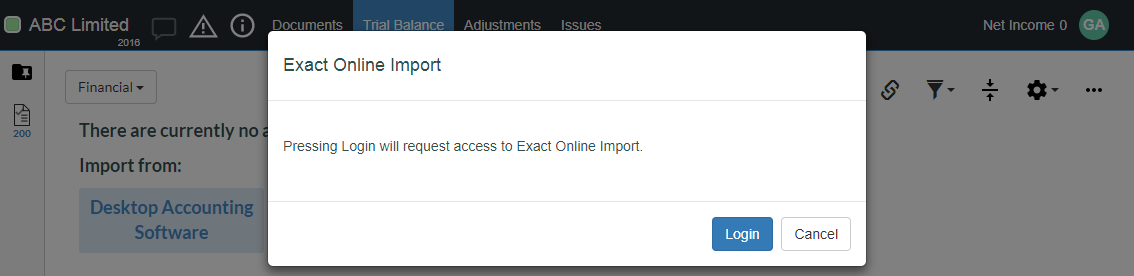 ABC Limited
2016
Documents
Trial Balance
Adjustments
Issues
Net Income 0
GA
Exact Online Import
Financial
200
There are currently no a
Pressing Login will request access to Exact Online Import.
Import from:
Desktop Accounting
Software
Login
Cancel